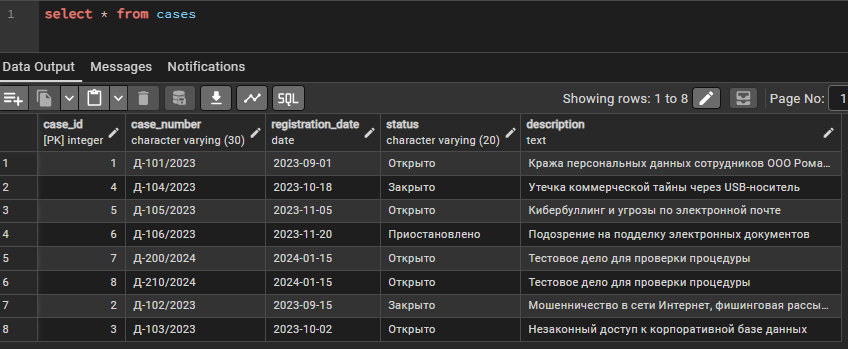 1 select * from cases
Data Output Messages Notifications
SQL Showing rows: 1 to 8 Page No: 1
case_id case_number registration_date status description
[PK] integer character varying (30) date character varying (20) text
1 1 Д-101/2023 2023-09-01 Открыто Кража персональных данных сотрудников ООО Рома…
2 4 Д-104/2023 2023-10-18 Закрыто Утечка коммерческой тайны через USB-носитель
3 5 Д-105/2023 2023-11-05 Открыто Кибербуллинг и угрозы по электронной почте
4 6 Д-106/2023 2023-11-20 Приостановлено Подозрение на подделку электронных документов
5 7 Д-200/2024 2024-01-15 Открыто Тестовое дело для проверки процедуры
6 8 Д-210/2024 2024-01-15 Открыто Тестовое дело для проверки процедуры
7 2 Д-102/2023 2023-09-15 Закрыто Мошенничество в сети Интернет, фишинговая рассы…
8 3 Д-103/2023 2023-10-02 Открыто Незаконный доступ к корпоративной базе данных